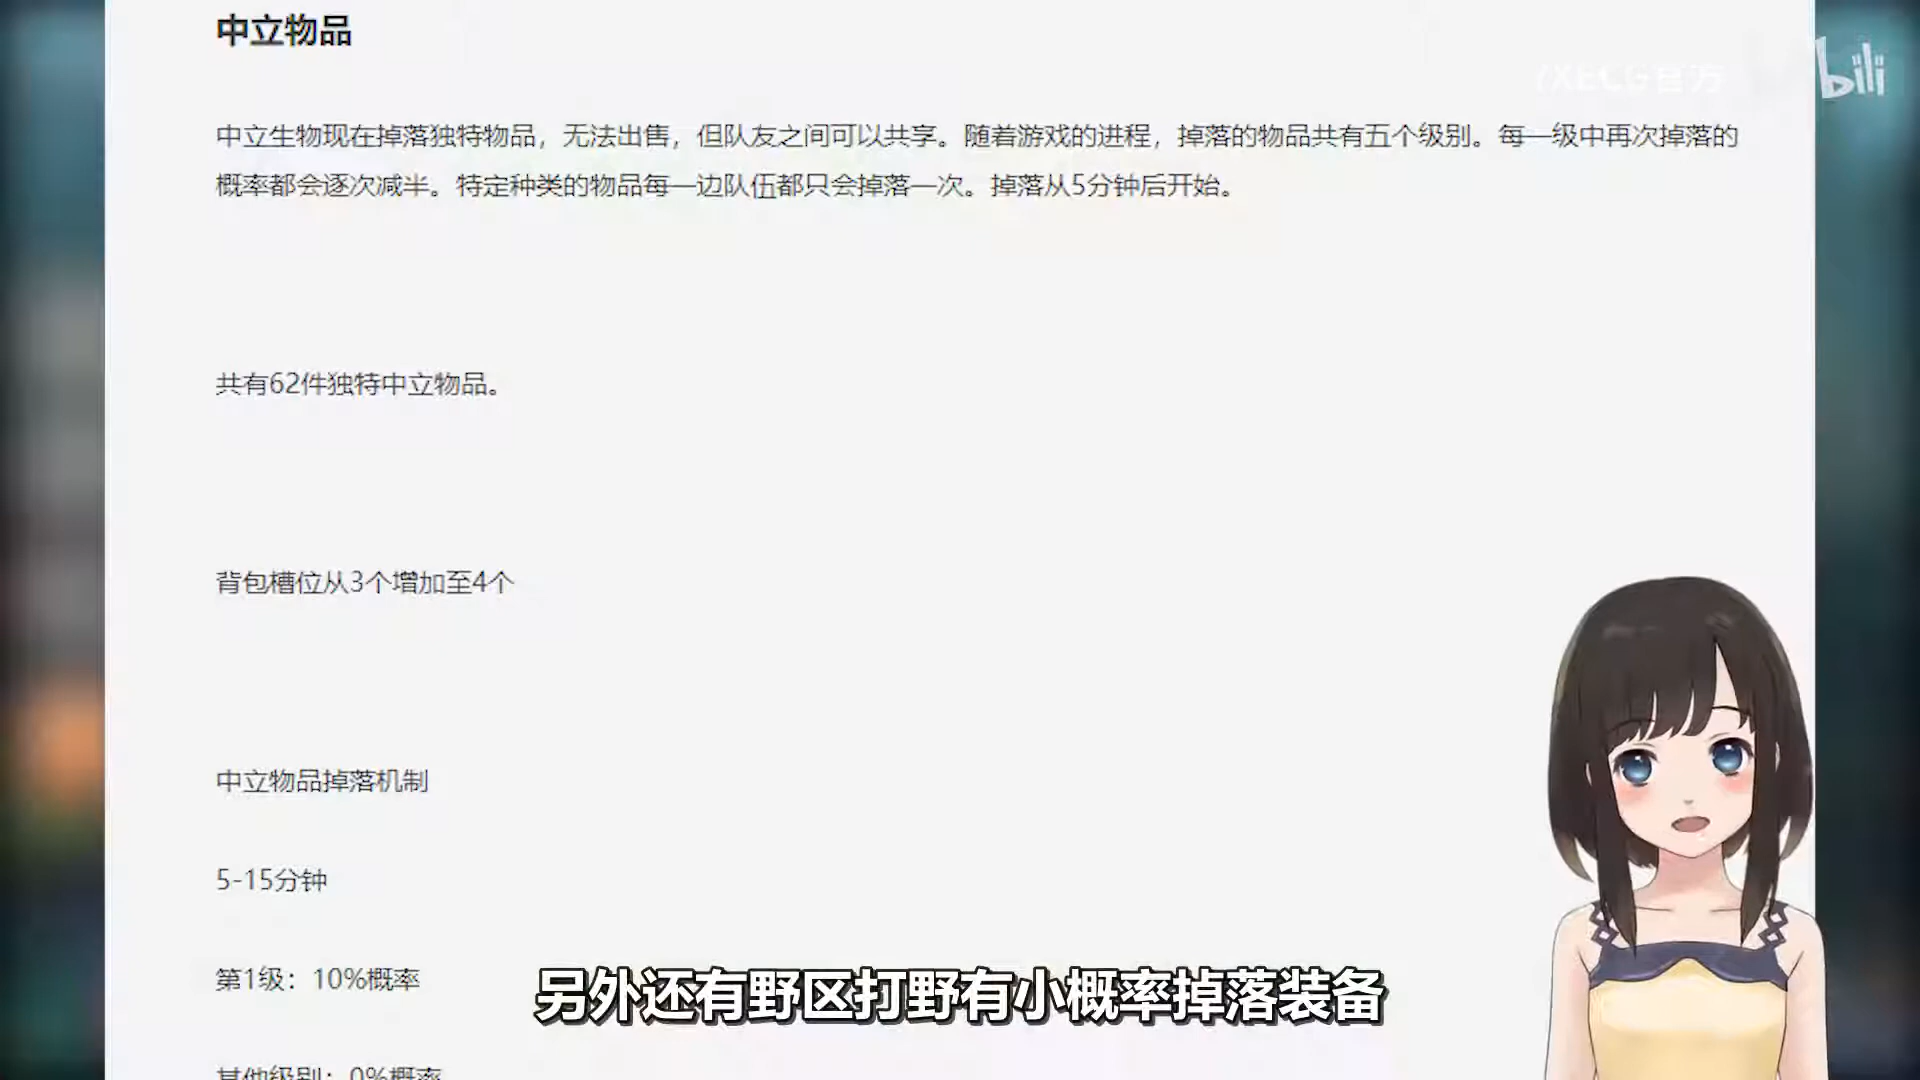 中立物品
中立生物现在掉落独特物品，无法出售，但队友之间可以共享。随着游戏的进程，掉落的物品共有五个级别。每一级中再次掉落的
概率都会逐次减半。特定种类的物品每一边队伍都只会掉落一次。掉落从5分钟后开始。
共有62件独特中立物品。
背包槽位从3个增加至4个
中立物品掉落机制
5-15分钟
第1级：10%概率
另外还有野区打野有小概率掉落装备
其他级别：0%概率
bili